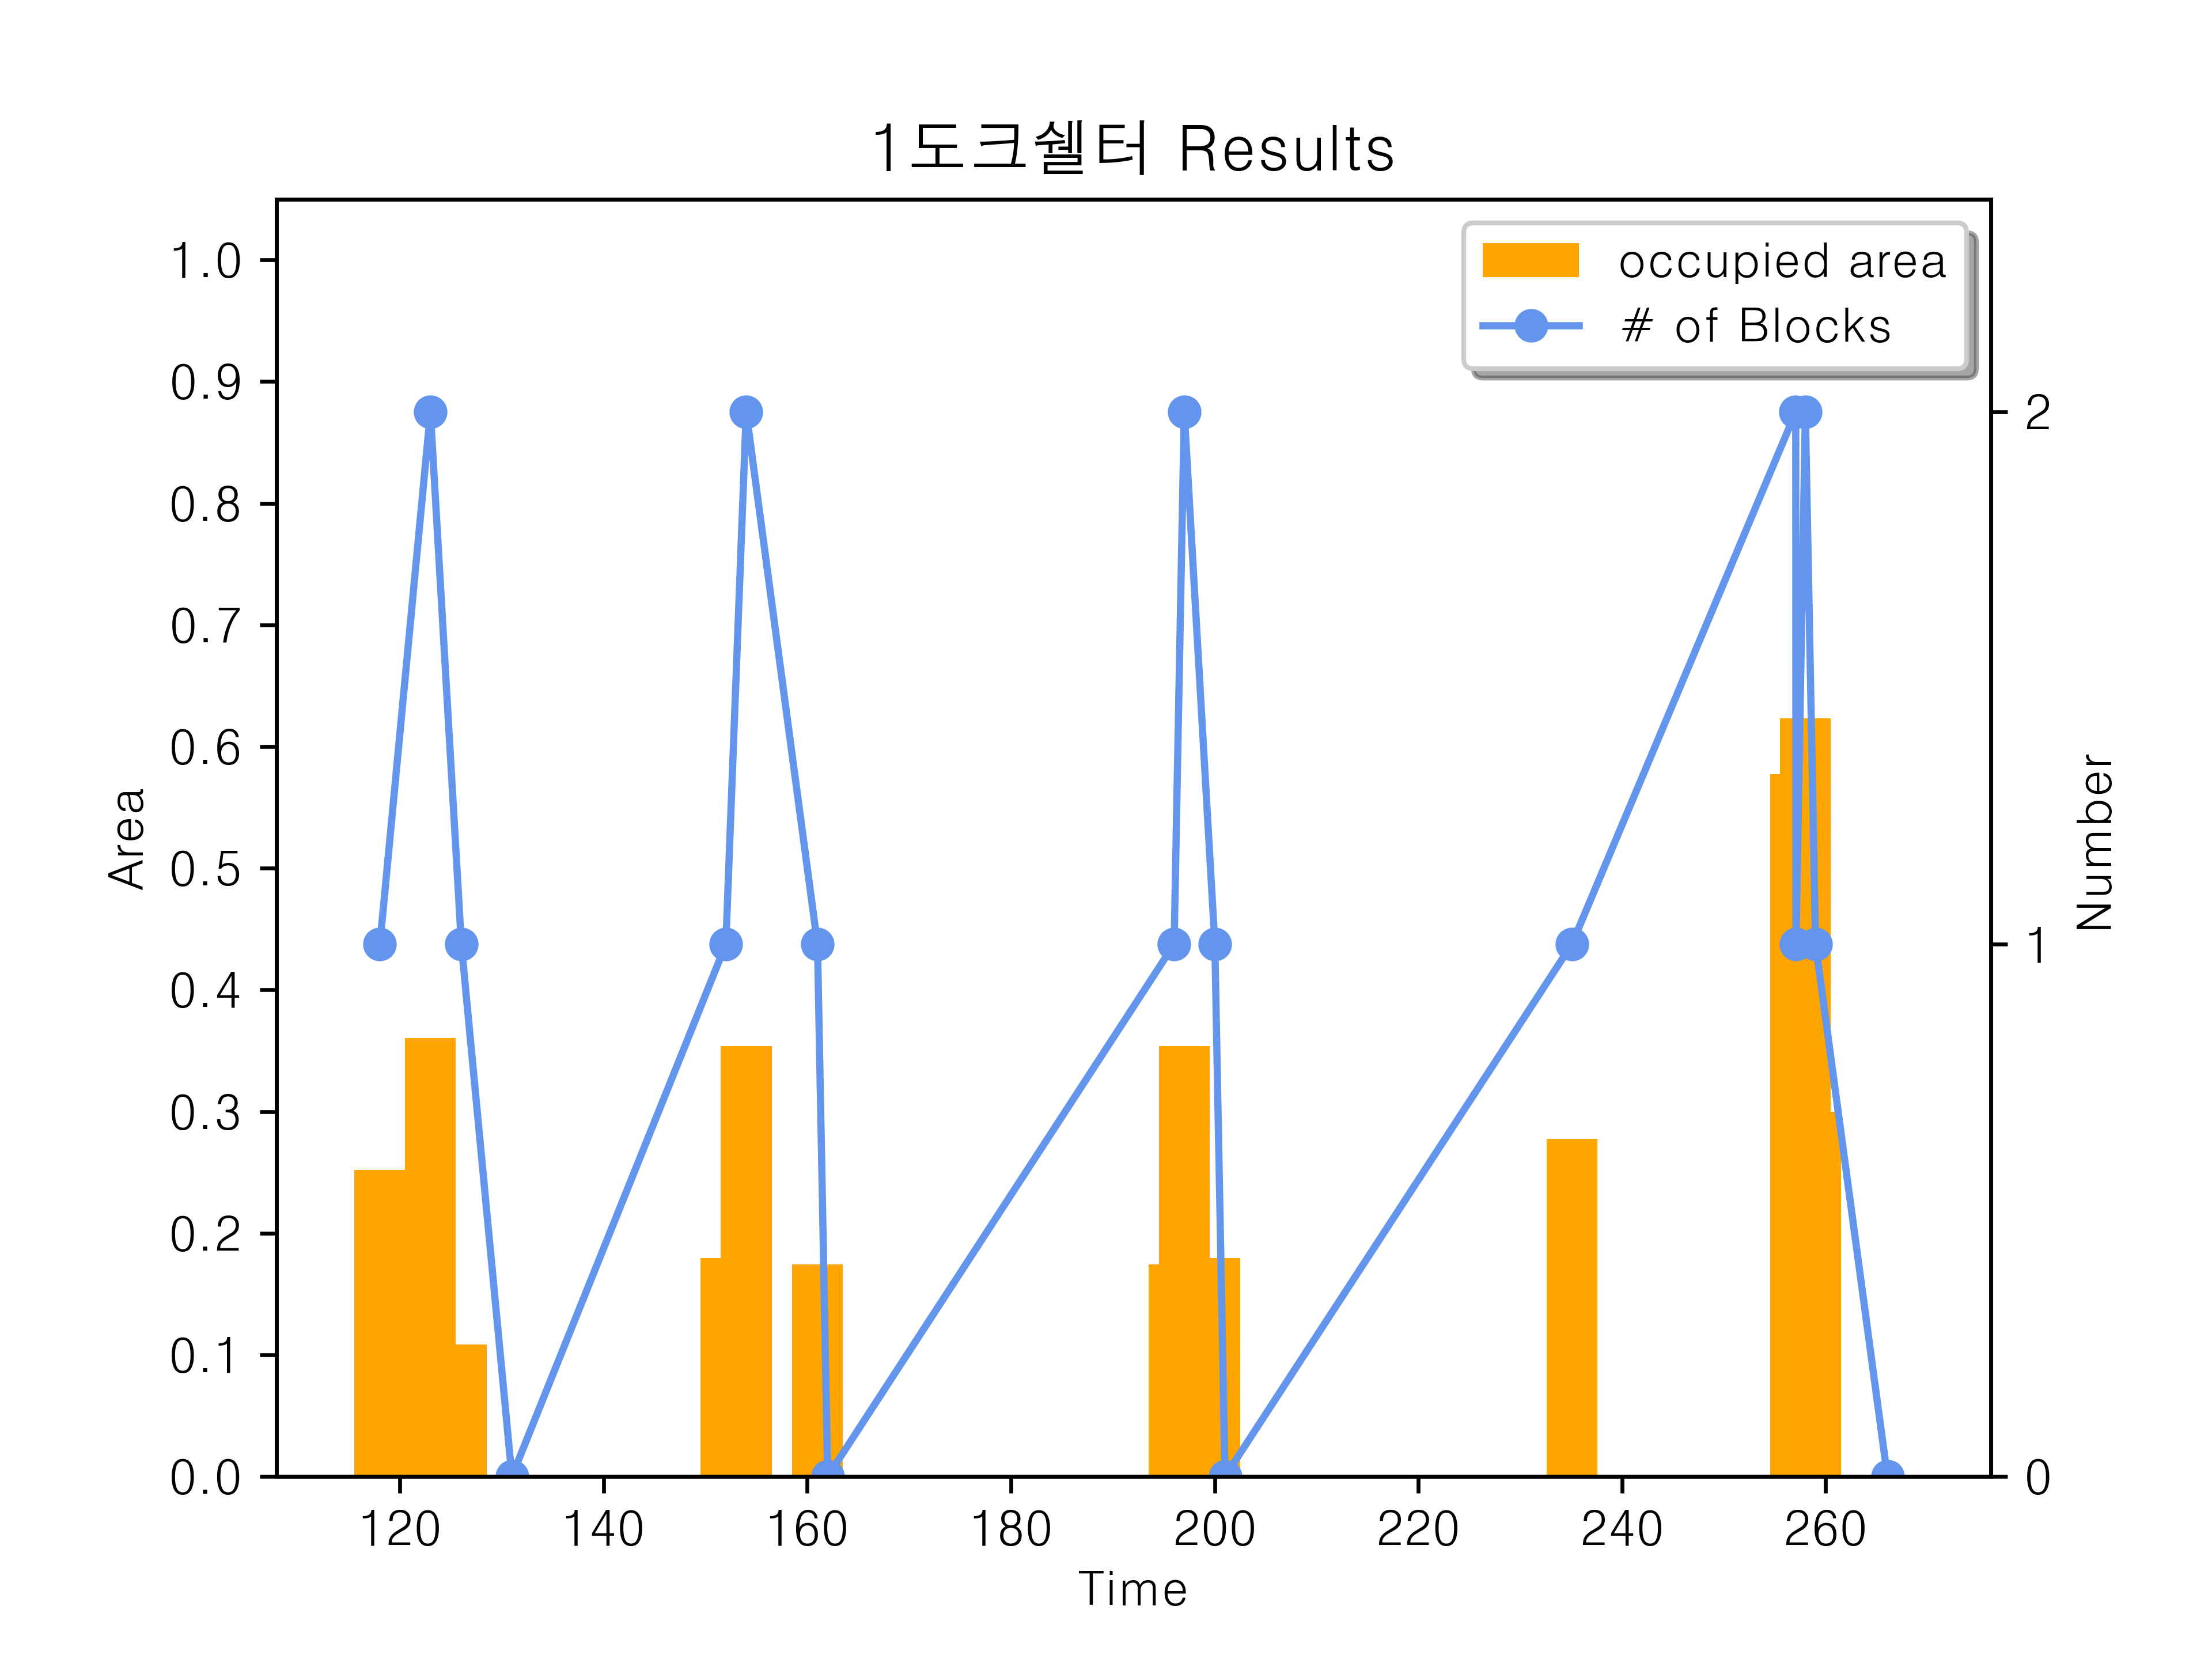 1도크쉘터 Results
occupied area
# of Blocks
1.0
0.9
0.8
0.7
0.6
0.5
0.4
0.3
0.2
0.1
0.0
Area
2
1
0
Number
120 140 160 180 200 220 240 260
Time